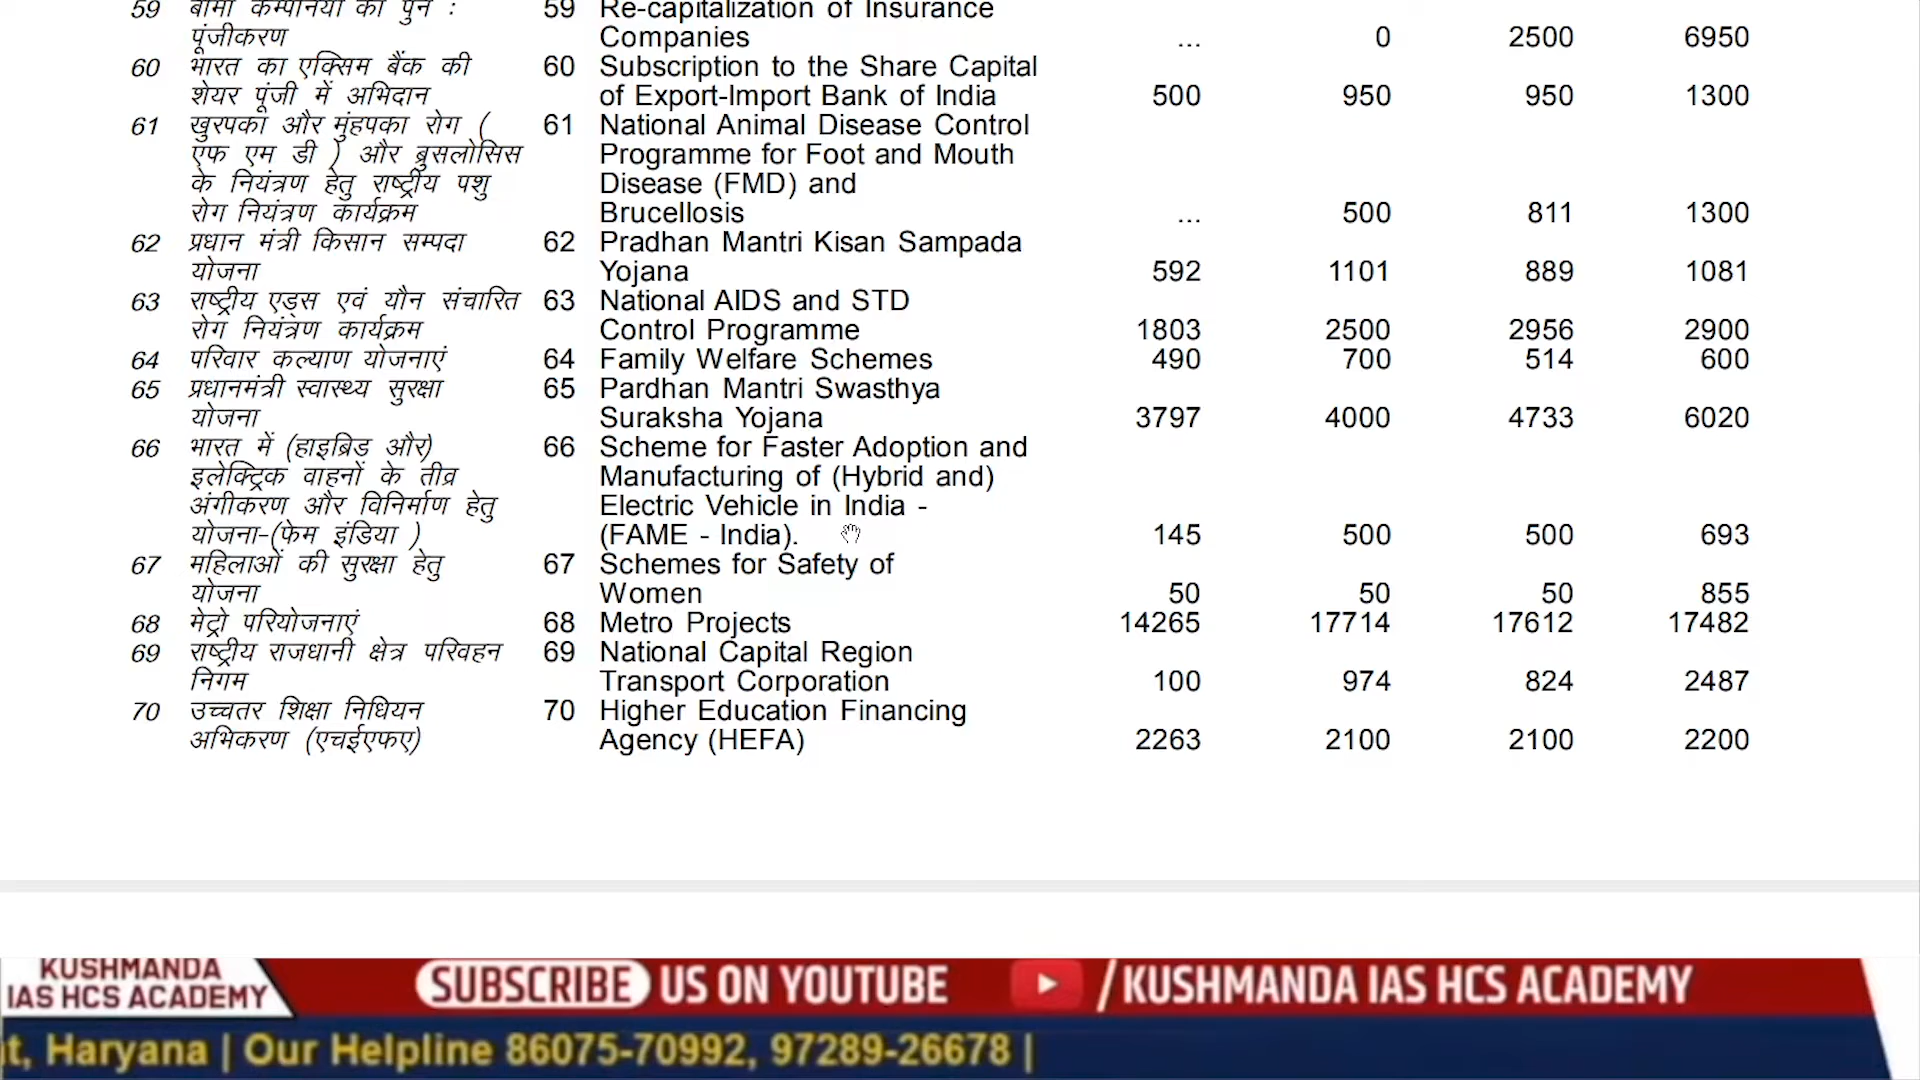 59 बीमा कम्पनियों का पुन : 59 Re-capitalization of Insurance
पूंजीकरण Companies ... 0 2500 6950
60 भारत का एक्सिम बैंक की 60 Subscription to the Share Capital
शेयर पूंजी में अभिदान of Export-Import Bank of India 500 950 950 1300
61 खुरपका और मुंहपका रोग ( 61 National Animal Disease Control
एफ एम डी ) और ब्रुसलोसिस Programme for Foot and Mouth
के नियंत्रण हेतु राष्ट्रीय पशु Disease (FMD) and
रोग नियंत्रण कार्यक्रम Brucellosis ... 500 811 1300
62 प्रधान मंत्री किसान सम्पदा 62 Pradhan Mantri Kisan Sampada
योजना Yojana 592 1101 889 1081
63 राष्ट्रीय एड्स एवं यौन संचारित 63 National AIDS and STD
रोग नियंत्रण कार्यक्रम Control Programme 1803 2500 2956 2900
64 परिवार कल्याण योजनाएं 64 Family Welfare Schemes 490 700 514 600
65 प्रधानमंत्री स्वास्थ्य सुरक्षा 65 Pardhan Mantri Swasthya
योजना Suraksha Yojana 3797 4000 4733 6020
66 भारत में (हाइब्रिड और) 66 Scheme for Faster Adoption and
इलेक्ट्रिक वाहनों के तीव्र Manufacturing of (Hybrid and)
अंगीकरण और विनिर्माण हेतु Electric Vehicle in India -
योजना-(फेम इंडिया ) (FAME - India). 145 500 500 693
67 महिलाओं की सुरक्षा हेतु 67 Schemes for Safety of
योजना Women 50 50 50 855
68 मेट्रो परियोजनाएं 68 Metro Projects 14265 17714 17612 17482
69 राष्ट्रीय राजधानी क्षेत्र परिवहन 69 National Capital Region
निगम Transport Corporation 100 974 824 2487
70 उच्चतर शिक्षा निधियन 70 Higher Education Financing
अभिकरण (एचईएफए) Agency (HEFA) 2263 2100 2100 2200
KUSHMANDA
IAS HCS ACADEMY
SUBSCRIBE US ON YOUTUBE /KUSHMANDA IAS HCS ACADEMY
t, Haryana | Our Helpline 86075-70992, 97289-26678 |